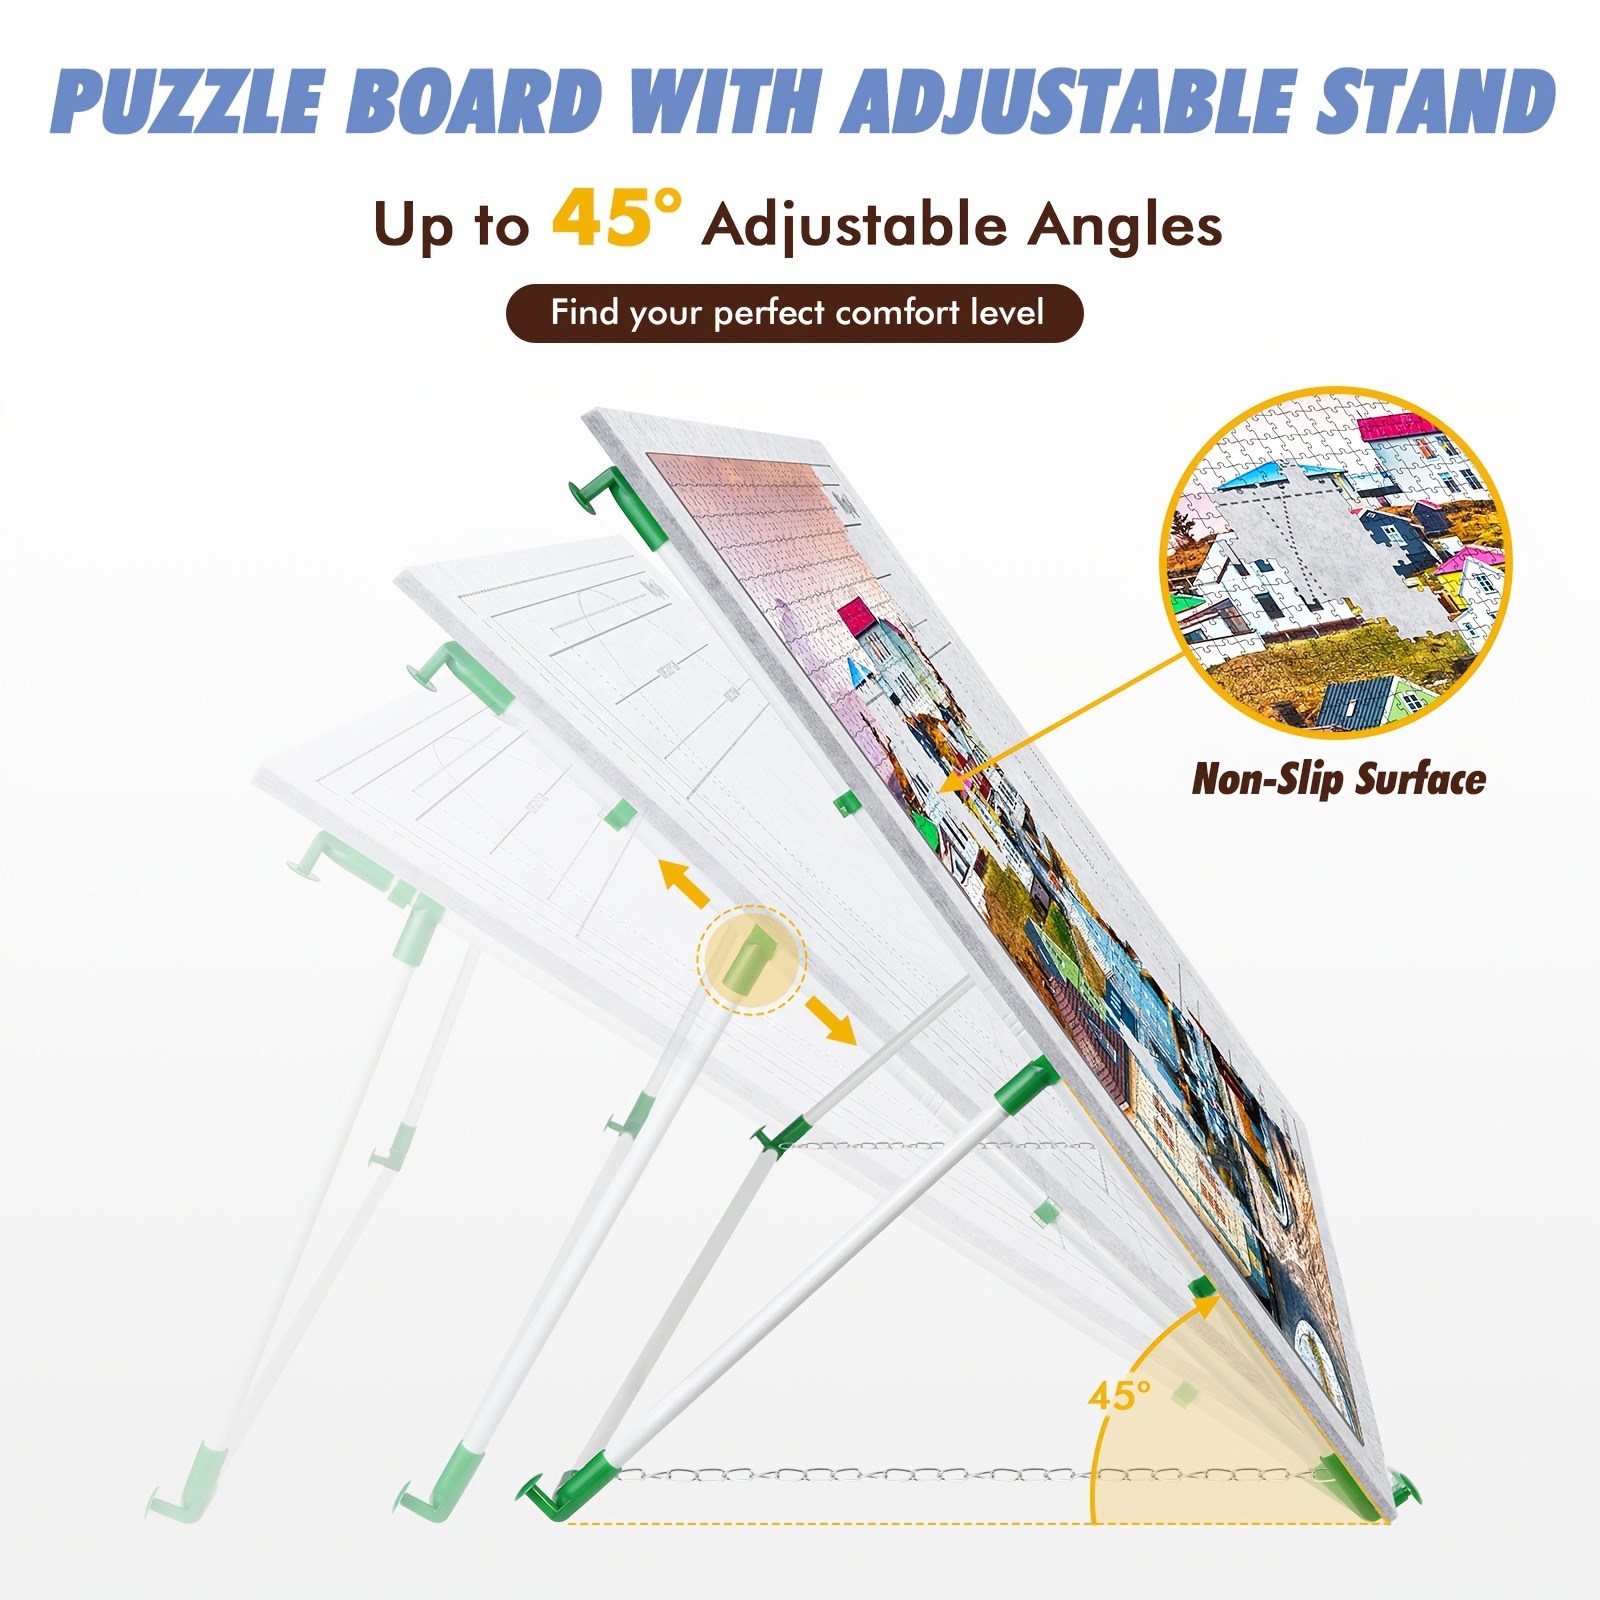 PUZZLE BOARD WITH ADJUSTABLE STAND
Up to 45° Adjustable Angles
Find your perfect comfort level
Non-Slip Surface
45°